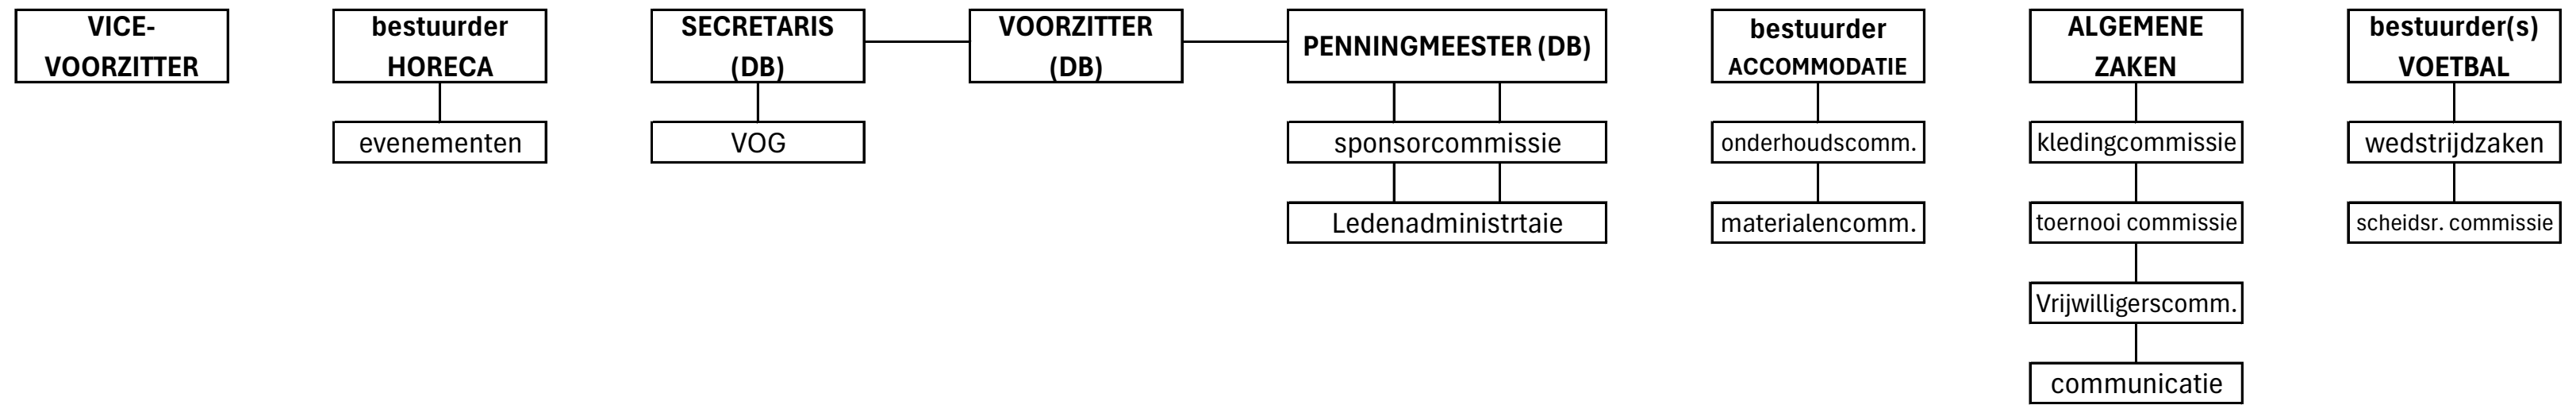 VICE-
VOORZITTER
bestuurder
HORECA
SECRETARIS
(DB)
VOORZITTER
(DB)
PENNINGMEESTER (DB)
bestuurder
ACCOMMODATIE
ALGEMENE
ZAKEN
bestuurder(s)
VOETBAL
evenementen
VOG
sponsorcommissie
onderhoudscomm.
kledingcommissie
wedstrijdzaken
Ledenadministrtaie
materialencomm.
toernooi commissie
scheidsr. commissie
Vrijwilligerscomm.
communicatie